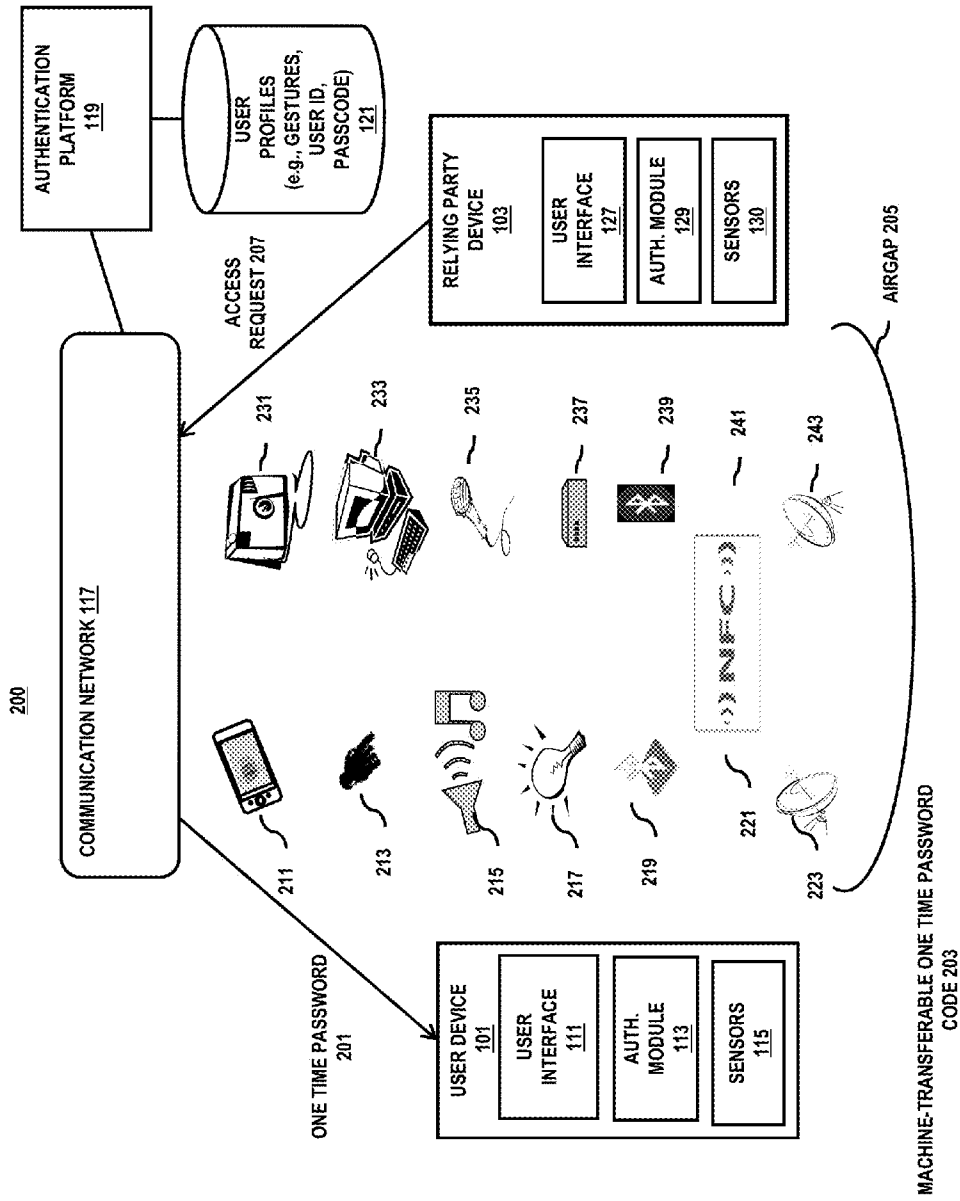 200
COMMUNICATION NETWORK 117
AUTHENTICATION
PLATFORM
119
USER
PROFILES
(e.g., GESTURES,
USER ID,
PASSCODE)
121
ONE TIME PASSWORD
201
ACCESS
REQUEST 207
USER DEVICE
101
USER
INTERFACE
111
AUTH.
MODULE
113
SENSORS
115
211
213
215
217
219
221
223
NFC
231
233
235
237
239
241
243
RELYING PARTY
DEVICE
103
USER
INTERFACE
127
AUTH. MODULE
129
SENSORS
130
AIRGAP 205
MACHINE-TRANSFERABLE ONE TIME PASSWORD
CODE 203